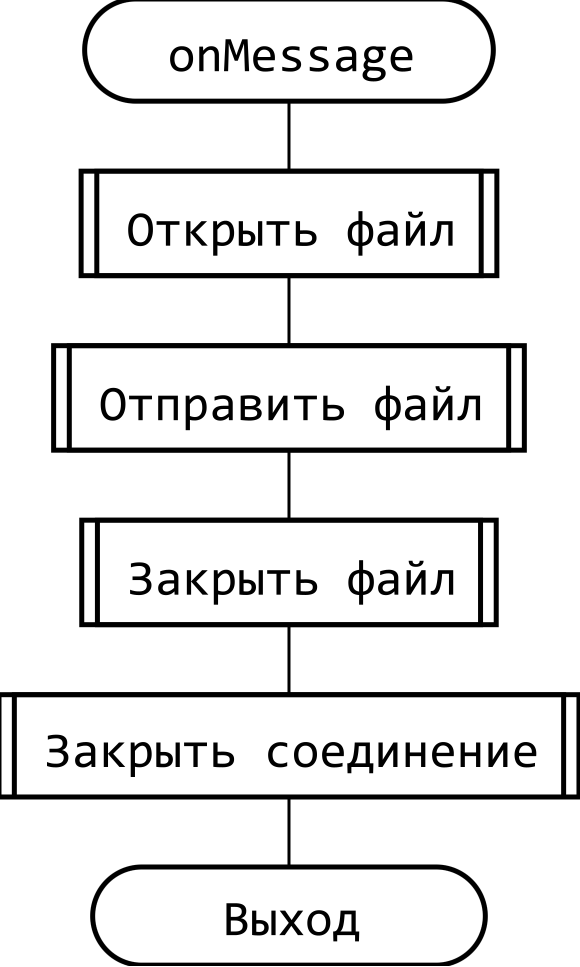 onMessage
Открыть файл
Отправить файл
Закрыть файл
Закрыть соединение
Выход